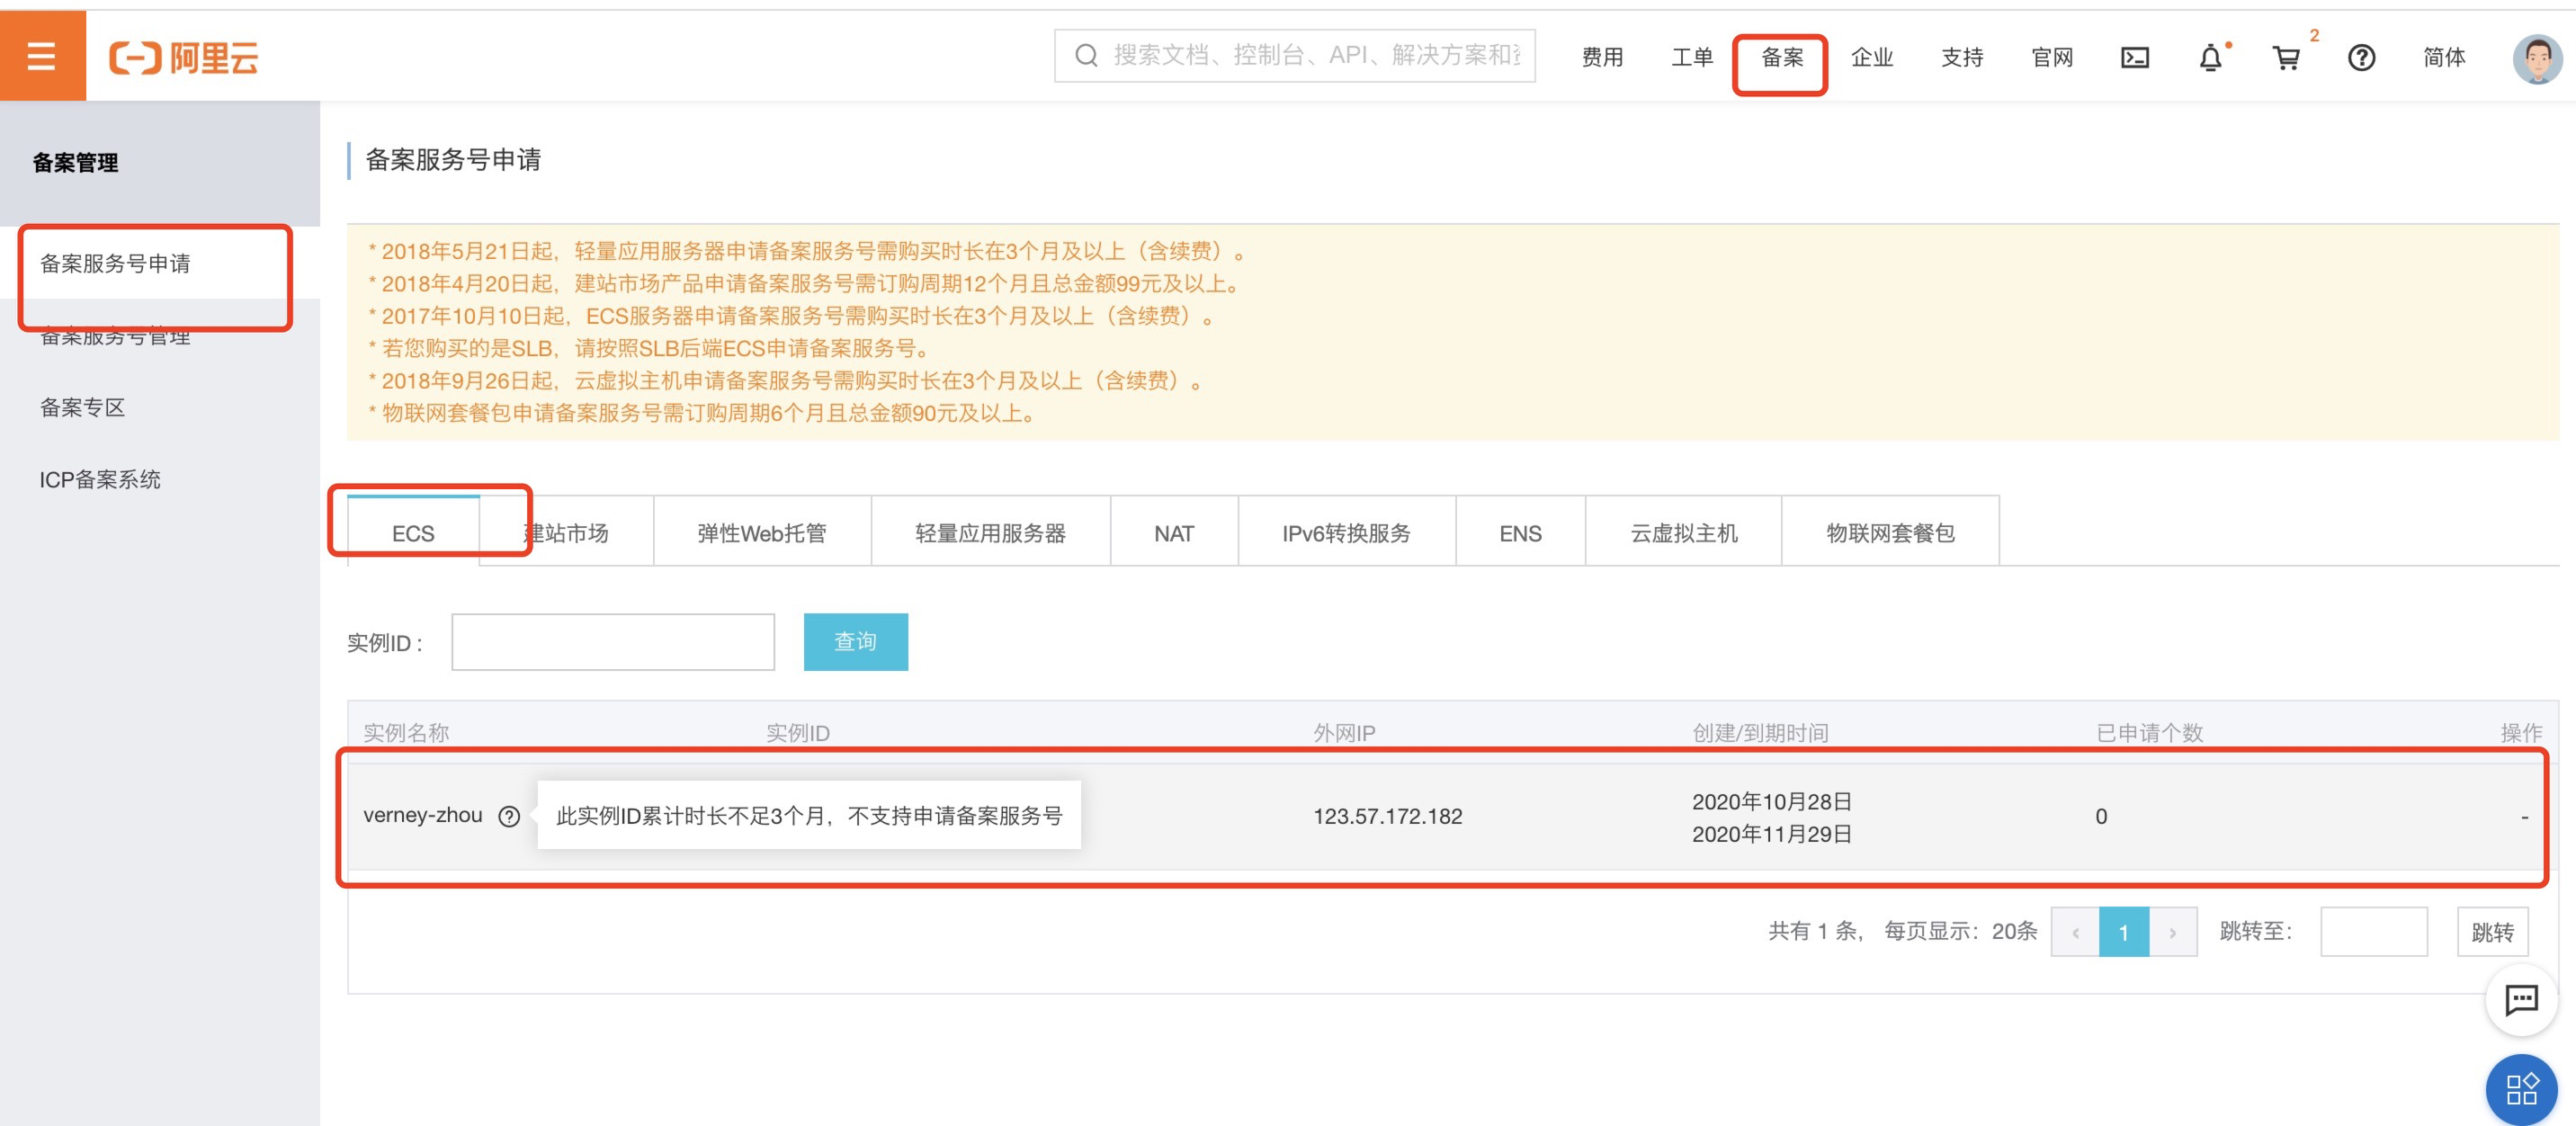 阿里云
搜索文档、控制台、API、解决方案和
费用
工单
备案
企业
支持
官网
2
简体
备案管理
备案服务号申请
备案服务号管理
备案专区
ICP备案系统
备案服务号申请
* 2018年5月21日起，轻量应用服务器申请备案服务号需购买时长在3个月及以上（含续费）。
* 2018年4月20日起，建站市场产品申请备案服务号需订购周期12个月且总金额99元及以上。
* 2017年10月10日起，ECS服务器申请备案服务号需购买时长在3个月及以上（含续费）。
* 若您购买的是SLB，请按照SLB后端ECS申请备案服务号。
* 2018年9月26日起，云虚拟主机申请备案服务号需购买时长在3个月及以上（含续费）。
* 物联网套餐包申请备案服务号需订购周期6个月且总金额90元及以上。
ECS
建站市场
弹性Web托管
轻量应用服务器
NAT
IPv6转换服务
ENS
云虚拟主机
物联网套餐包
实例ID：
查询
实例名称
实例ID
外网IP
创建/到期时间
已申请个数
操作
verney-zhou
此实例ID累计时长不足3个月，不支持申请备案服务号
123.57.172.182
2020年10月28日
2020年11月29日
0
-
共有 1 条， 每页显示：20条
‹
1
›
跳转至：
跳转